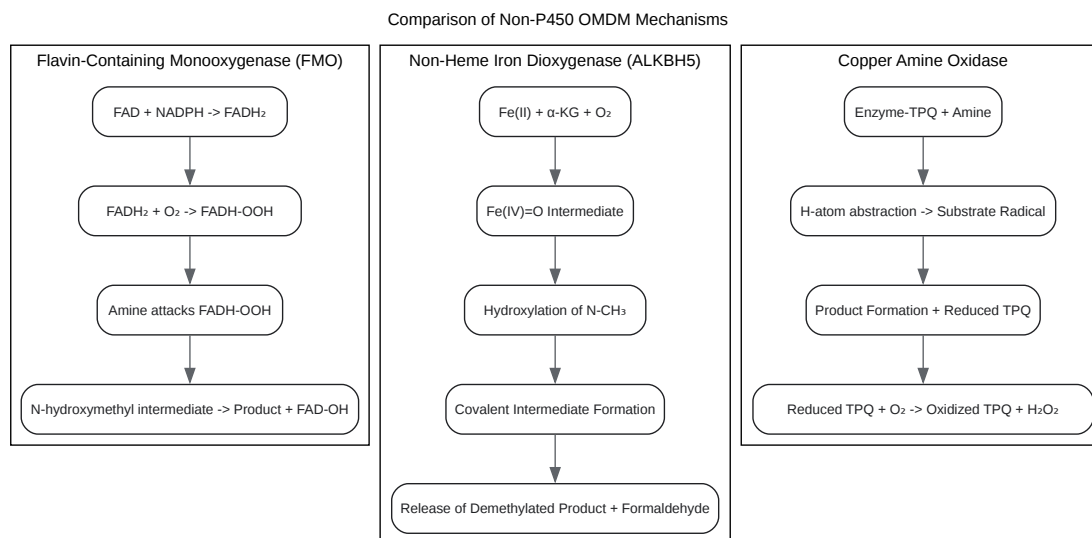 Comparison of Non-P450 OMDM Mechanisms
Flavin-Containing Monooxygenase (FMO)
FAD + NADPH -> FADH₂
FADH₂ + O₂ -> FADH-OOH
Amine attacks FADH-OOH
N-hydroxymethyl intermediate -> Product + FAD-OH
Non-Heme Iron Dioxygenase (ALKBH5)
Fe(II) + α-KG + O₂
Fe(IV)=O Intermediate
Hydroxylation of N-CH₃
Covalent Intermediate Formation
Release of Demethylated Product + Formaldehyde
Copper Amine Oxidase
Enzyme-TPQ + Amine
H-atom abstraction -> Substrate Radical
Product Formation + Reduced TPQ
Reduced TPQ + O₂ -> Oxidized TPQ + H₂O₂